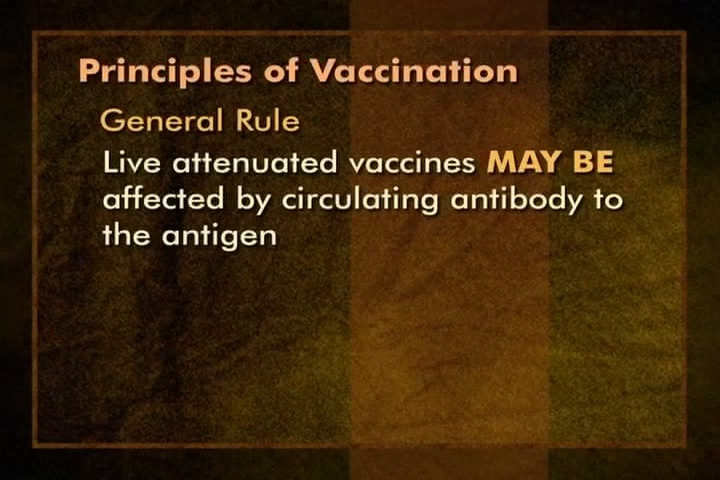 Principles of Vaccination
General Rule
Live attenuated vaccines MAY BE
affected by circulating antibody to
the antigen